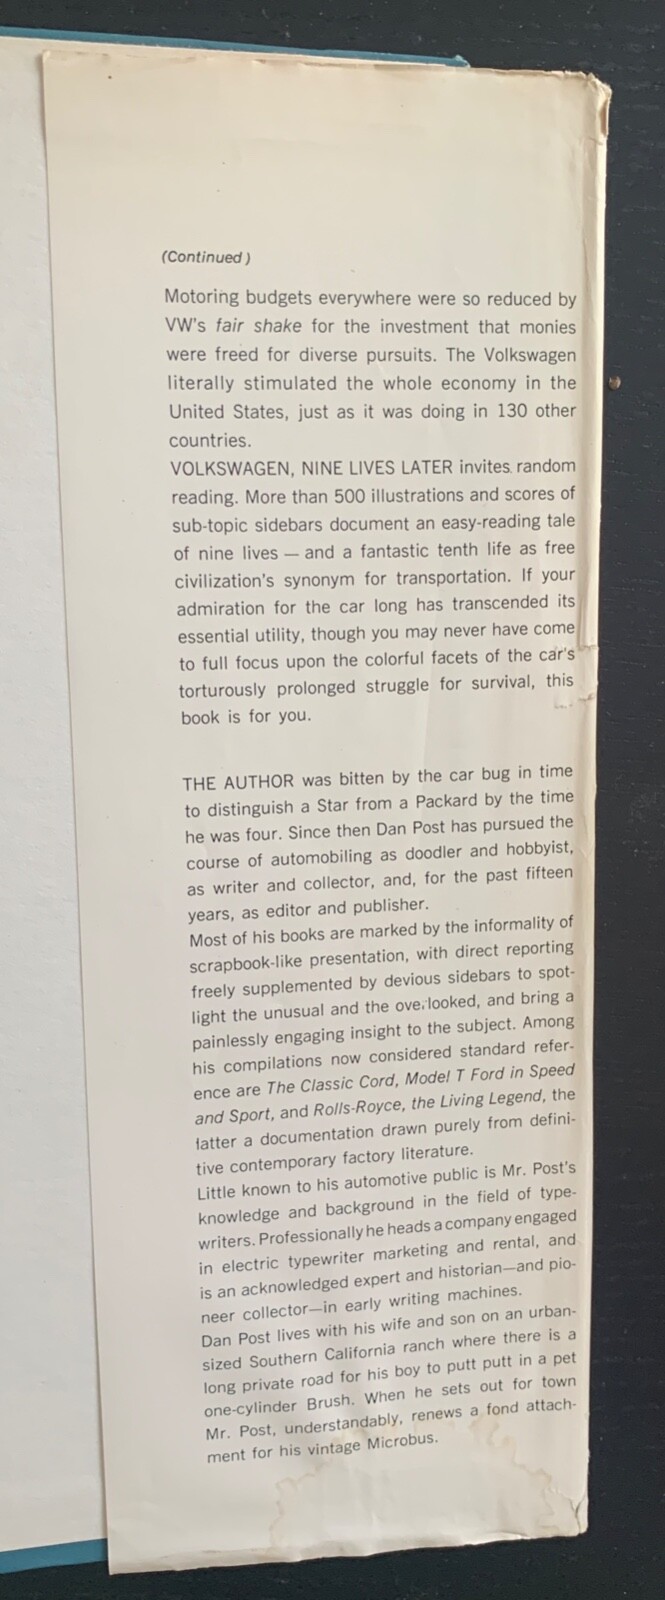 (Continued)
Motoring budgets everywhere were so reduced by
VW's fair shake for the investment that monies
were freed for diverse pursuits. The Volkswagen
literally stimulated the whole economy in the
United States, just as it was doing in 130 other
countries.
VOLKSWAGEN, NINE LIVES LATER invites random
reading. More than 500 illustrations and scores of
sub-topic sidebars document an easy-reading tale
of nine lives — and a fantastic tenth life as free
civilization's synonym for transportation. If your
admiration for the car long has transcended its
essential utility, though you may never have come
to full focus upon the colorful facets of the car's
torturously prolonged struggle for survival, this
book is for you.
THE AUTHOR was bitten by the car bug in time
to distinguish a Star from a Packard by the time
he was four. Since then Dan Post has pursued the
course of automobiling as doodler and hobbyist,
as writer and collector, and, for the past fifteen
years, as editor and publisher.
Most of his books are marked by the informality of
scrapbook-like presentation, with direct reporting
freely supplemented by devious sidebars to spot-
light the unusual and the overlooked, and bring a
painlessly engaging insight to the subject. Among
his compilations now considered standard refer-
ence are The Classic Cord, Model T Ford in Speed
and Sport, and Rolls-Royce, the Living Legend, the
latter a documentation drawn purely from defini-
tive contemporary factory literature.
Little known to his automotive public is Mr. Post's
knowledge and background in the field of type-
writers. Professionally he heads a company engaged
in electric typewriter marketing and rental, and
is an acknowledged expert and historian—and pio-
neer collector—in early writing machines.
Dan Post lives with his wife and son on an urban-
sized Southern California ranch where there is a
long private road for his boy to putt putt in a pet
one-cylinder Brush. When he sets out for town
Mr. Post, understandably, renews a fond attach-
ment for his vintage Microbus.